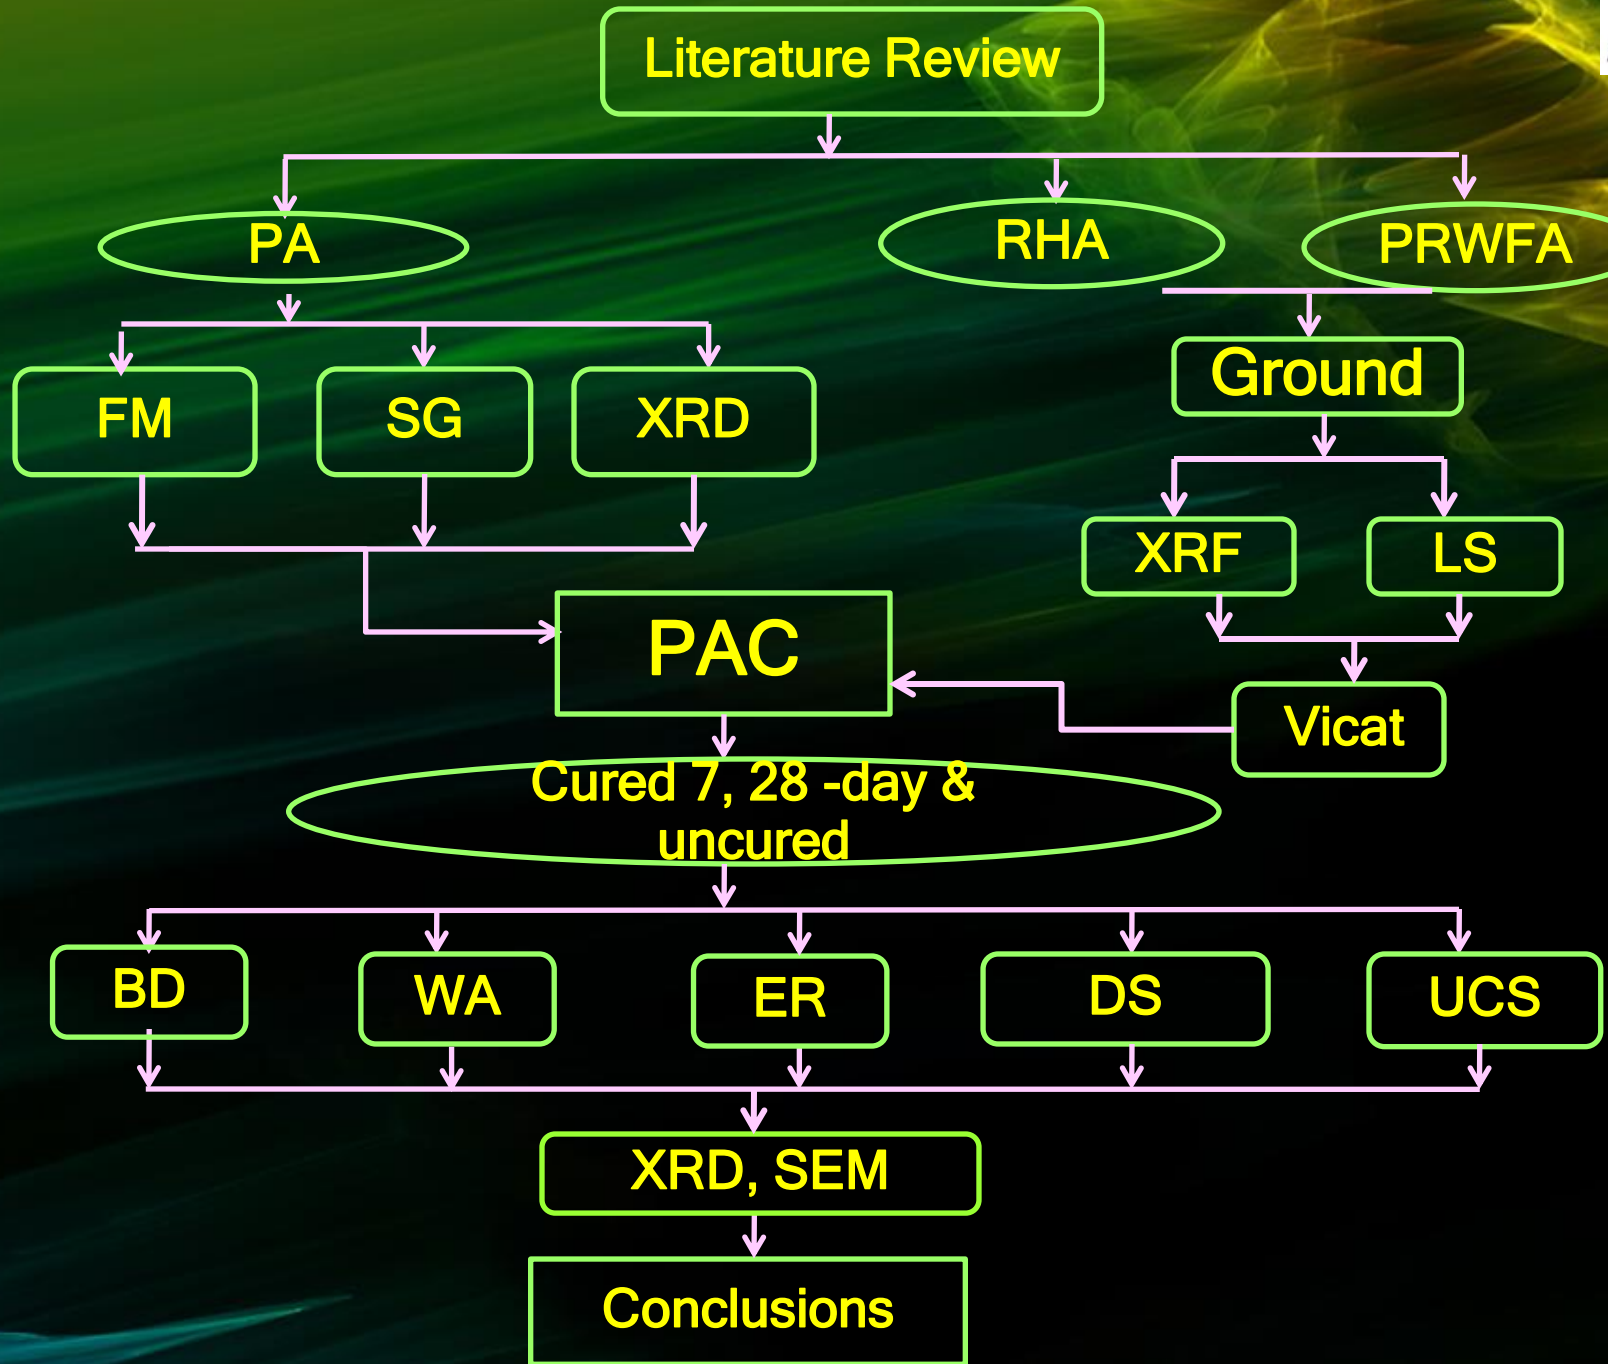 Literature Review
PA
RHA
PRWFA
FM
SG
XRD
Ground
XRF
LS
PAC
Vicat
Cured 7, 28 -day &
uncured
BD
WA
ER
DS
UCS
XRD, SEM
Conclusions